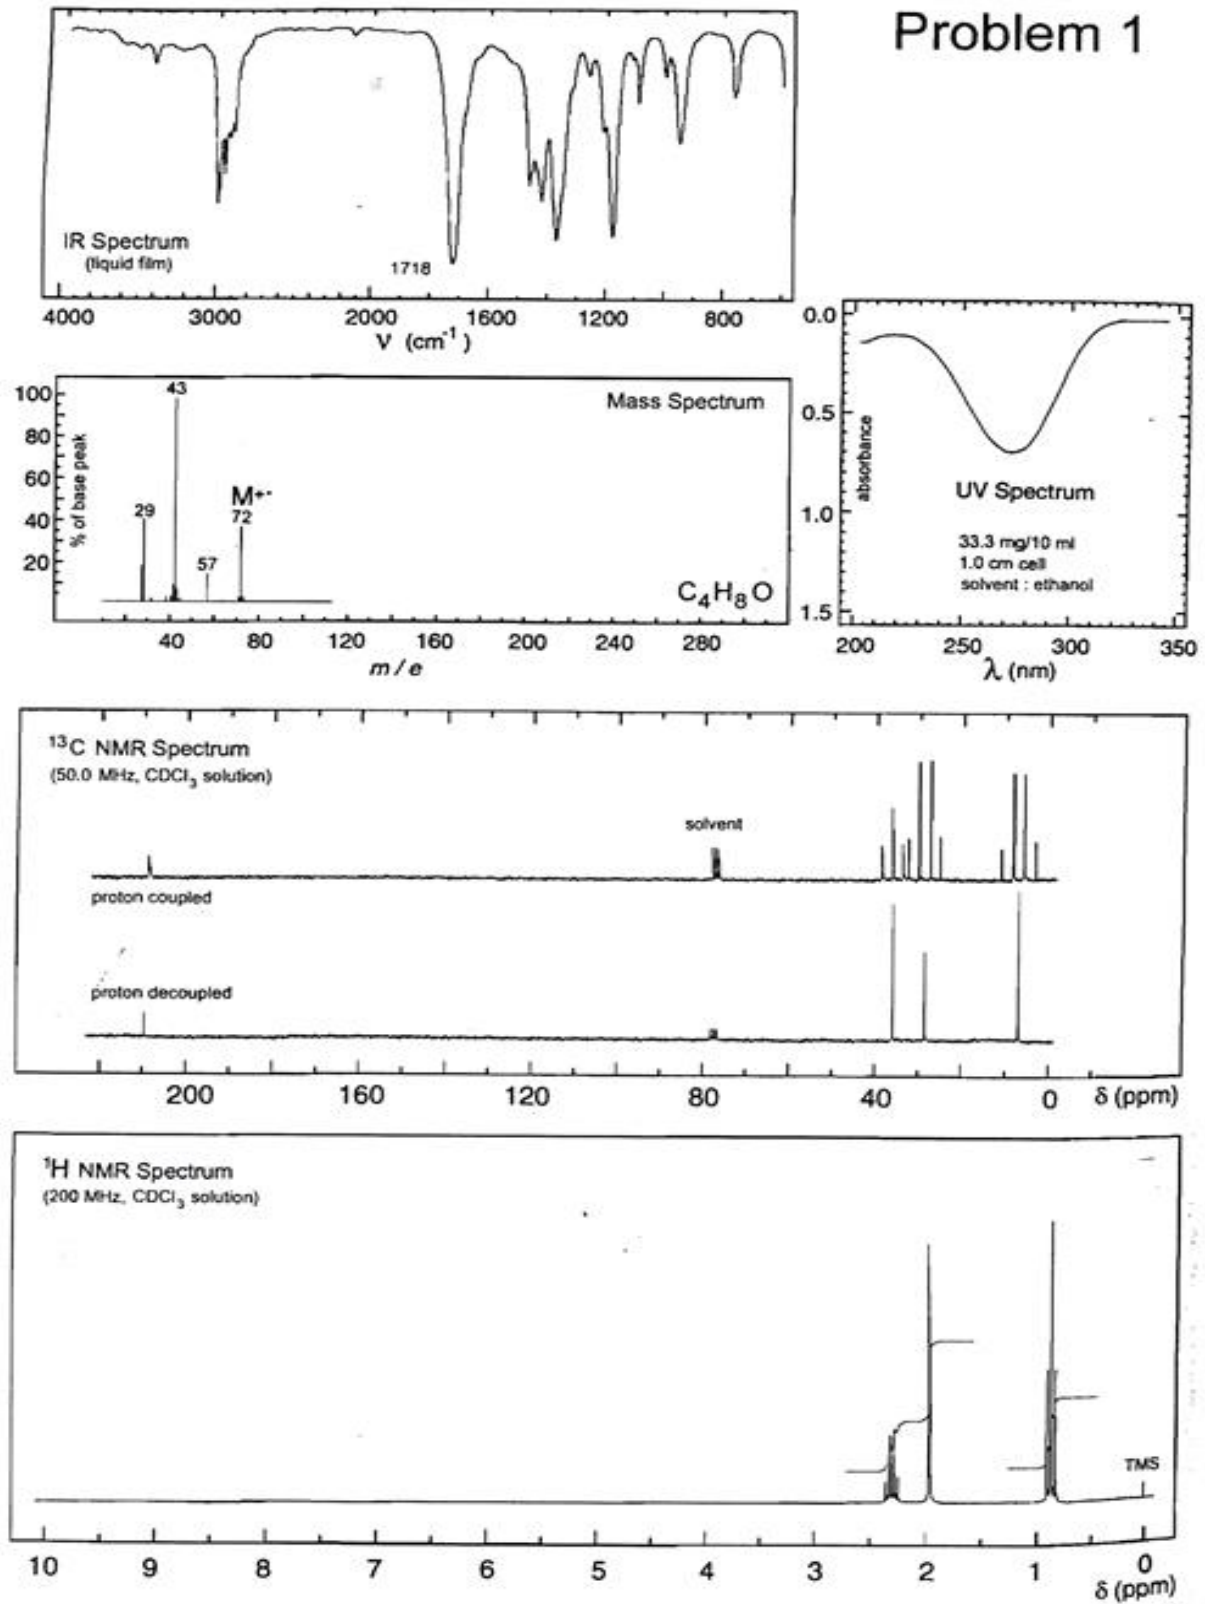 Problem 1
IR Spectrum
(liquid film)
1718
4000 3000 2000 1600 1200 800
ν (cm-1)
100
80
60
40
20
% of base peak
43
29
57
M+·
72
Mass Spectrum
C4H8O
40 80 120 160 200 240 280
m / e
0.0
0.5
1.0
1.5
absorbance
UV Spectrum
33.3 mg/10 ml
1.0 cm cell
solvent : ethanol
200 250 300 350
λ (nm)
13C NMR Spectrum
(50.0 MHz, CDCl3 solution)
solvent
proton coupled
proton decoupled
200 160 120 80 40 0 δ (ppm)
1H NMR Spectrum
(200 MHz, CDCl3 solution)
TMS
10 9 8 7 6 5 4 3 2 1 0
δ (ppm)